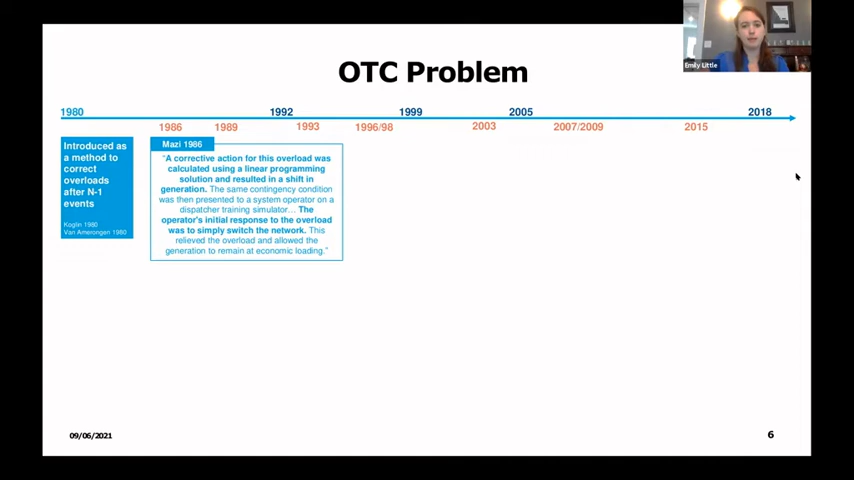 Emily Little
OTC Problem
1980 1992 1999 2005 2018
1986 1989 1993 1996/98 2003 2007/2009 2015
Introduced as
a method to
correct
overloads
after N-1
events
Koglin 1980
Van Amerongen 1980
Mazi 1986
“A corrective action for this overload was
calculated using a linear programming
solution and resulted in a shift in
generation. The same contingency condition
was then presented to a system operator on a
dispatcher training simulator… The
operator's initial response to the overload
was to simply switch the network. This
relieved the overload and allowed the
generation to remain at economic loading.”
09/06/2021
6